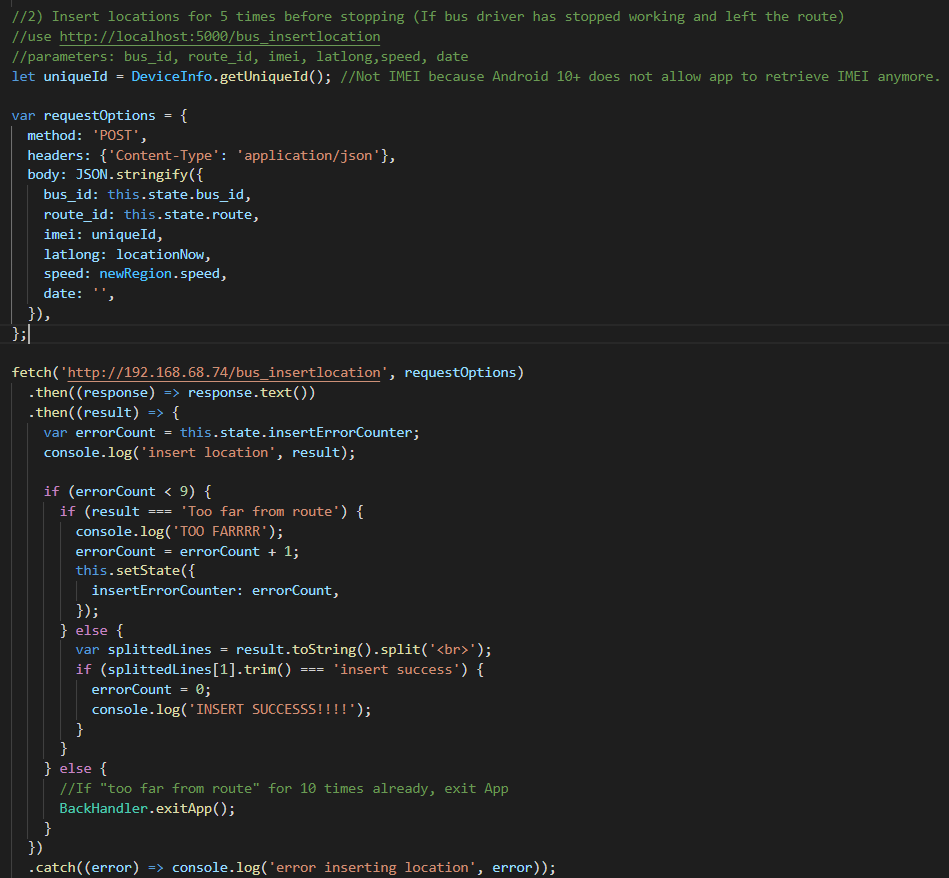 //2) Insert locations for 5 times before stopping (If bus driver has stopped working and left the route)
//use http://localhost:5000/bus_insertlocation
//parameters: bus_id, route_id, imei, latlong,speed, date
let uniqueId = DeviceInfo.getUniqueId(); //Not IMEI because Android 10+ does not allow app to retrieve IMEI anymore.
var requestOptions = {
method: 'POST',
headers: {'Content-Type': 'application/json'},
body: JSON.stringify({
bus_id: this.state.bus_id,
route_id: this.state.route,
imei: uniqueId,
latlong: locationNow,
speed: newRegion.speed,
date: '',
}),
};
fetch('http://192.168.68.74/bus_insertlocation', requestOptions)
.then((response) => response.text())
.then((result) => {
var errorCount = this.state.insertErrorCounter;
console.log('insert location', result);
if (errorCount < 9) {
if (result === 'Too far from route') {
console.log('TOO FARRRR');
errorCount = errorCount + 1;
this.setState({
insertErrorCounter: errorCount,
});
} else {
var splittedLines = result.toString().split('<br>');
if (splittedLines[1].trim() === 'insert success') {
errorCount = 0;
console.log('INSERT SUCCESSS!!!!');
}
}
} else {
//If "too far from route" for 10 times already, exit App
BackHandler.exitApp();
}
})
.catch((error) => console.log('error inserting location', error));